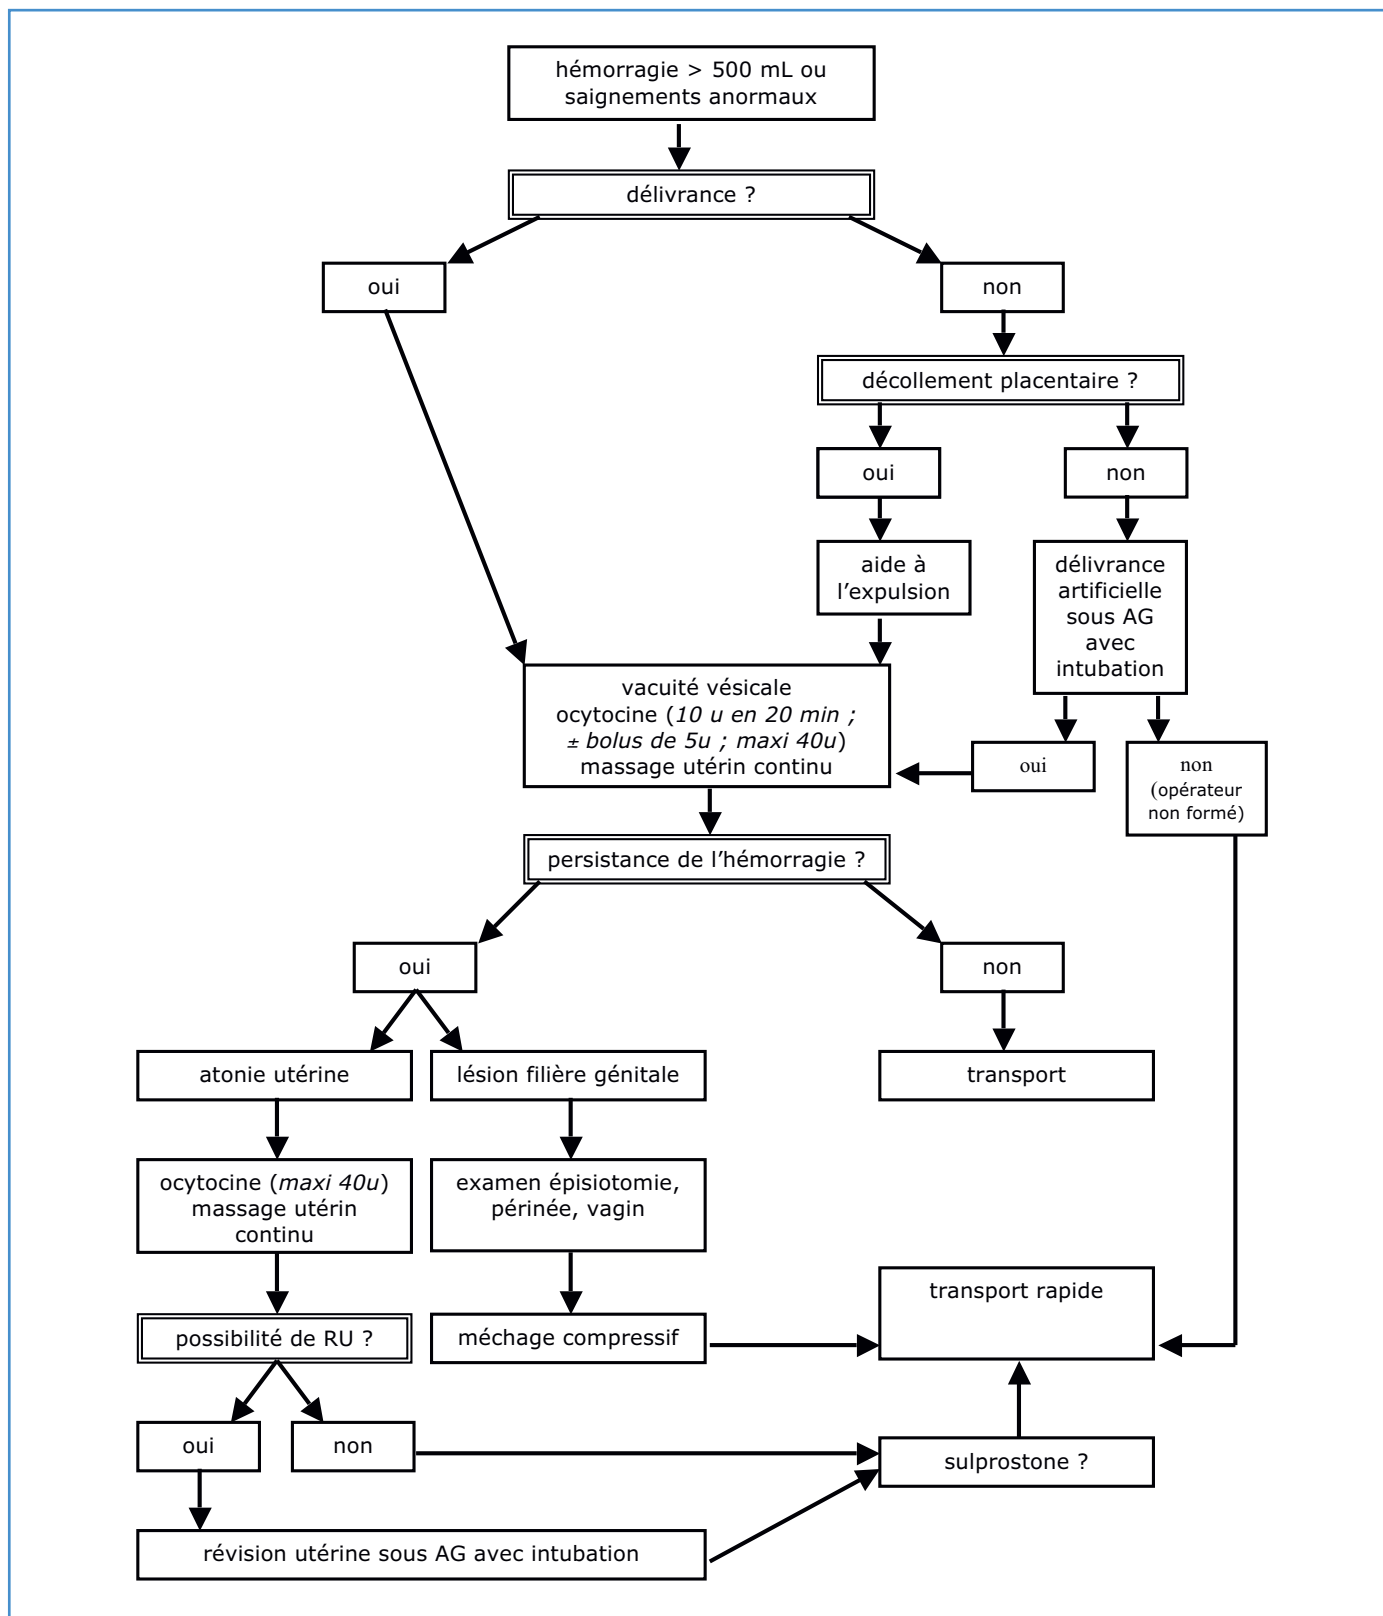 hémorragie > 500 mL ou
saignements anormaux
délivrance ?
oui
non
décollement placentaire ?
oui
non
aide à
l’expulsion
délivrance
artificielle
sous AG
avec
intubation
vacuité vésicale
ocytocine (10 u en 20 min ;
± bolus de 5u ; maxi 40u)
massage utérin continu
oui
non
(opérateur
non formé)
persistance de l’hémorragie ?
oui
non
atonie utérine
lésion filière génitale
transport
ocytocine (maxi 40u)
massage utérin
continu
examen épisiotomie,
périnée, vagin
transport rapide
possibilité de RU ?
méchage compressif
oui
non
sulprostone ?
révision utérine sous AG avec intubation